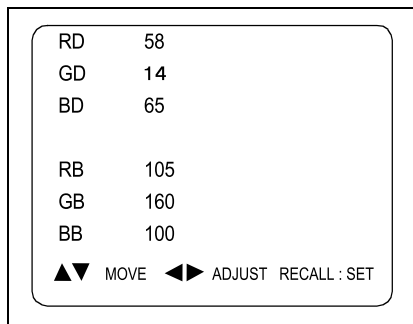 RD 58
GD 14
BD 65
RB 105
GB 160
BB 100
▲▼ MOVE ◀▶ ADJUST RECALL : SET